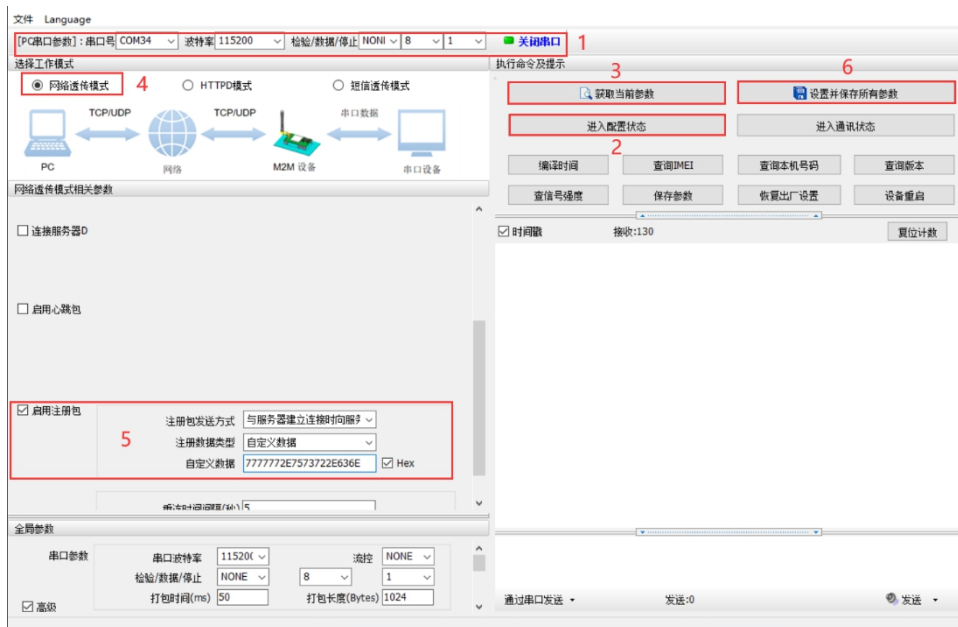 文件 Language
[PC串口参数]：串口号 COM34 波特率 115200 检验/数据/停止 NONI 8 1 关闭串口 1
选择工作模式
网络透传模式 4 HTTPD模式 短信透传模式
TCP/UDP TCP/UDP 串口数据
PC 网络 M2M 设备 串口设备
网络透传模式相关参数
连接服务器D
启用心跳包
启用注册包
注册包发送方式 与服务器建立连接时向服务
5 注册数据类型 自定义数据
自定义数据 7777772E7573722E636E Hex
重连时间间隔(秒) 5
全局参数
串口参数 串口波特率 11520( 流控 NONE
检验/数据/停止 NONE 8 1
打包时间(ms) 50 打包长度(Bytes) 1024
高级
执行命令及提示
3 6
获取当前参数 设置并保存所有参数
进入配置状态 进入通讯状态
2
编译时间 查询IMEI 查询本机号码 查询版本
查信号强度 保存参数 恢复出厂设置 设备重启
时间戳 接收:130 复位计数
通过串口发送 发送:0 发送